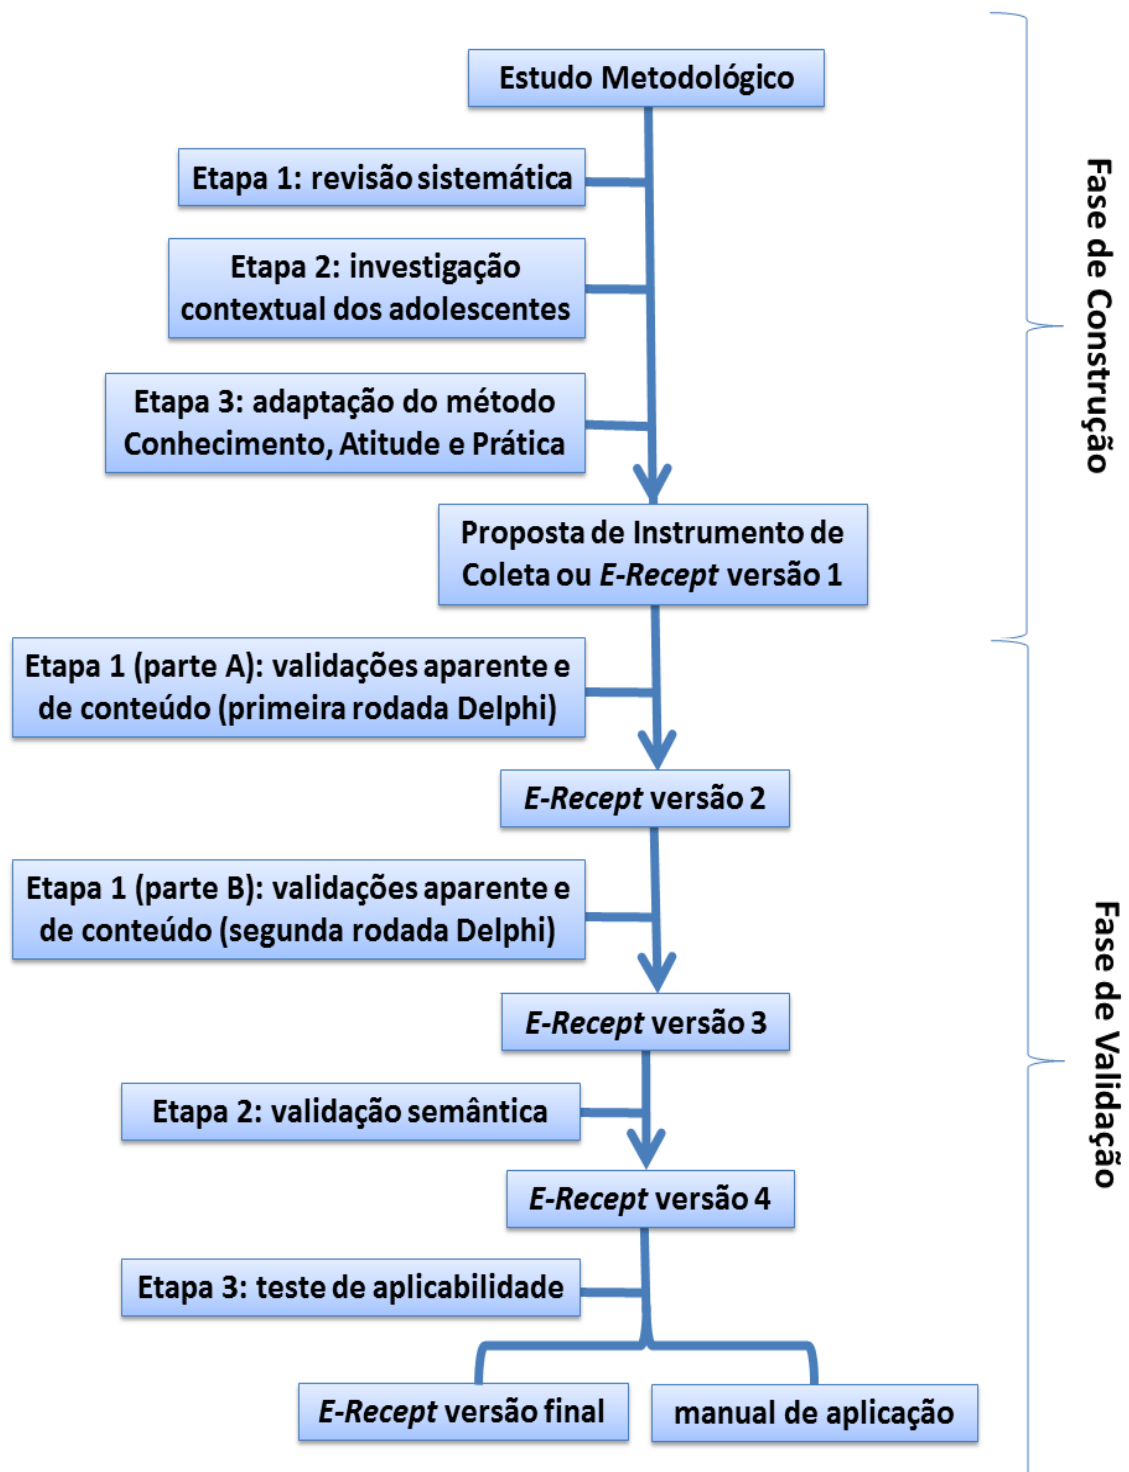 Estudo Metodológico
Etapa 1: revisão sistemática
Etapa 2: investigação
contextual dos adolescentes
Etapa 3: adaptação do método
Conhecimento, Atitude e Prática
Proposta de Instrumento de
Coleta ou E-Recept versão 1
Fase de Construção
Etapa 1 (parte A): validações aparente e
de conteúdo (primeira rodada Delphi)
E-Recept versão 2
Etapa 1 (parte B): validações aparente e
de conteúdo (segunda rodada Delphi)
E-Recept versão 3
Etapa 2: validação semântica
E-Recept versão 4
Etapa 3: teste de aplicabilidade
E-Recept versão final
manual de aplicação
Fase de Validação